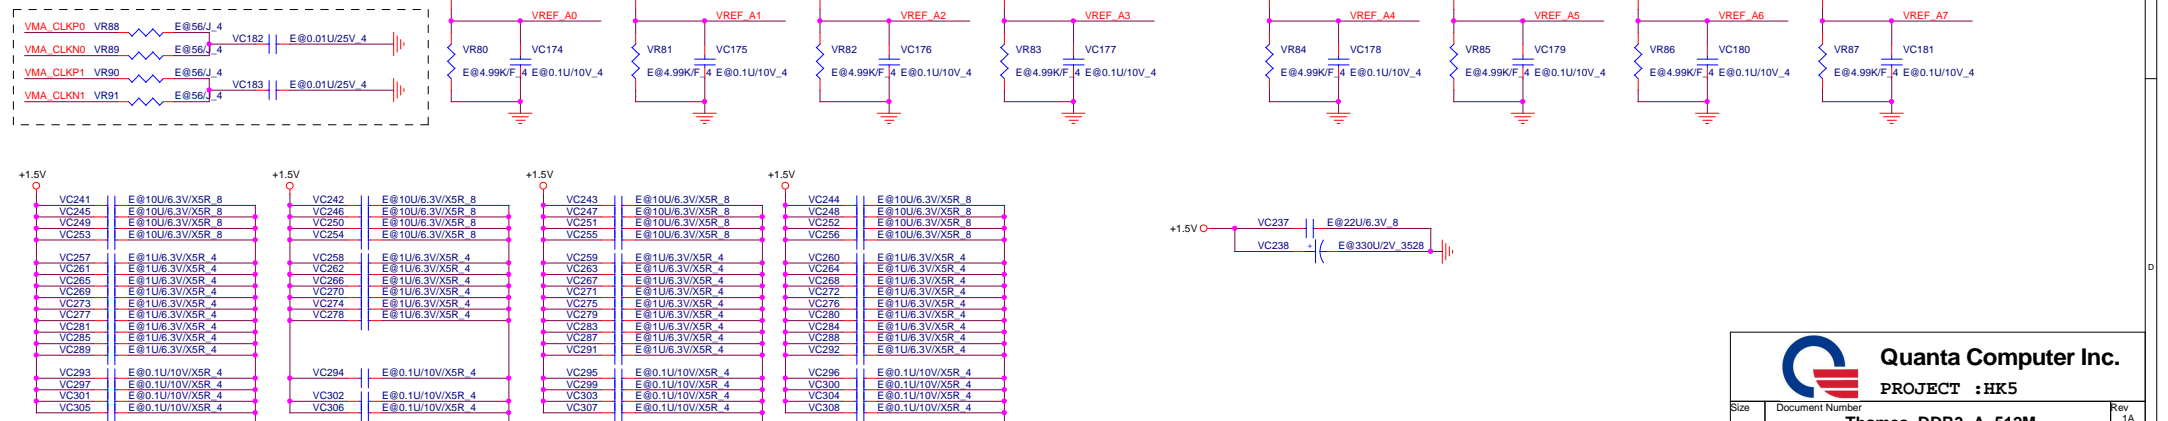 VMA_CLKP0 VR88 E@56/J_4
VC182 E@0.01U/25V_4
VMA_CLKN0 VR89 E@56/J_4
VMA_CLKP1 VR90 E@56/J_4
VC183 E@0.01U/25V_4
VMA_CLKN1 VR91 E@56/J_4
VREF_A0 VREF_A1 VREF_A2 VREF_A3 VREF_A4 VREF_A5 VREF_A6 VREF_A7
VR80 VC174 VR81 VC175 VR82 VC176 VR83 VC177 VR84 VC178 VR85 VC179 VR86 VC180 VR87 VC181
E@4.99K/F_4 E@0.1U/10V_4 E@4.99K/F_4 E@0.1U/10V_4 E@4.99K/F_4 E@0.1U/10V_4 E@4.99K/F_4 E@0.1U/10V_4 E@4.99K/F_4 E@0.1U/10V_4 E@4.99K/F_4 E@0.1U/10V_4 E@4.99K/F_4 E@0.1U/10V_4 E@4.99K/F_4 E@0.1U/10V_4
+1.5V
VC241 E@10U/6.3V/X5R_8
VC245 E@10U/6.3V/X5R_8
VC249 E@10U/6.3V/X5R_8
VC253 E@10U/6.3V/X5R_8
VC257 E@1U/6.3V/X5R_4
VC261 E@1U/6.3V/X5R_4
VC265 E@1U/6.3V/X5R_4
VC269 E@1U/6.3V/X5R_4
VC273 E@1U/6.3V/X5R_4
VC277 E@1U/6.3V/X5R_4
VC281 E@1U/6.3V/X5R_4
VC285 E@1U/6.3V/X5R_4
VC289 E@1U/6.3V/X5R_4
VC293 E@0.1U/10V/X5R_4
VC297 E@0.1U/10V/X5R_4
VC301 E@0.1U/10V/X5R_4
VC305 E@0.1U/10V/X5R_4
+1.5V
VC242 E@10U/6.3V/X5R_8
VC246 E@10U/6.3V/X5R_8
VC250 E@10U/6.3V/X5R_8
VC254 E@10U/6.3V/X5R_8
VC258 E@1U/6.3V/X5R_4
VC262 E@1U/6.3V/X5R_4
VC266 E@1U/6.3V/X5R_4
VC270 E@1U/6.3V/X5R_4
VC274 E@1U/6.3V/X5R_4
VC278 E@1U/6.3V/X5R_4
VC294 E@0.1U/10V/X5R_4
VC302 E@0.1U/10V/X5R_4
VC306 E@0.1U/10V/X5R_4
+1.5V
VC243 E@10U/6.3V/X5R_8
VC247 E@10U/6.3V/X5R_8
VC251 E@10U/6.3V/X5R_8
VC255 E@10U/6.3V/X5R_8
VC259 E@1U/6.3V/X5R_4
VC263 E@1U/6.3V/X5R_4
VC267 E@1U/6.3V/X5R_4
VC271 E@1U/6.3V/X5R_4
VC275 E@1U/6.3V/X5R_4
VC279 E@1U/6.3V/X5R_4
VC283 E@1U/6.3V/X5R_4
VC287 E@1U/6.3V/X5R_4
VC291 E@1U/6.3V/X5R_4
VC295 E@0.1U/10V/X5R_4
VC299 E@0.1U/10V/X5R_4
VC303 E@0.1U/10V/X5R_4
VC307 E@0.1U/10V/X5R_4
+1.5V
VC244 E@10U/6.3V/X5R_8
VC248 E@10U/6.3V/X5R_8
VC252 E@10U/6.3V/X5R_8
VC256 E@10U/6.3V/X5R_8
VC260 E@1U/6.3V/X5R_4
VC264 E@1U/6.3V/X5R_4
VC268 E@1U/6.3V/X5R_4
VC272 E@1U/6.3V/X5R_4
VC276 E@1U/6.3V/X5R_4
VC280 E@1U/6.3V/X5R_4
VC284 E@1U/6.3V/X5R_4
VC288 E@1U/6.3V/X5R_4
VC292 E@1U/6.3V/X5R_4
VC296 E@0.1U/10V/X5R_4
VC300 E@0.1U/10V/X5R_4
VC304 E@0.1U/10V/X5R_4
VC308 E@0.1U/10V/X5R_4
+1.5V
VC237 E@22U/6.3V_8
VC238 + E@330U/2V_3528
D
Quanta Computer Inc.
PROJECT :HK5
Size Document Number Rev
1A